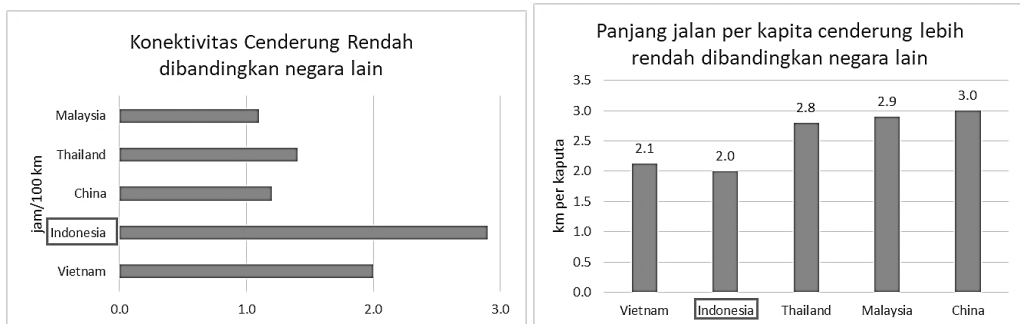 Konektivitas Cenderung Rendah
dibandingkan negara lain
jam/100 km
Malaysia
Thailand
China
Indonesia
Vietnam
0.0 1.0 2.0 3.0
Panjang jalan per kapita cenderung lebih
rendah dibandingkan negara lain
km per kaputa
3.5
3.0
2.5
2.0
1.5
1.0
0.5
0.0
2.1 2.0 2.8 2.9 3.0
Vietnam Indonesia Thailand Malaysia China